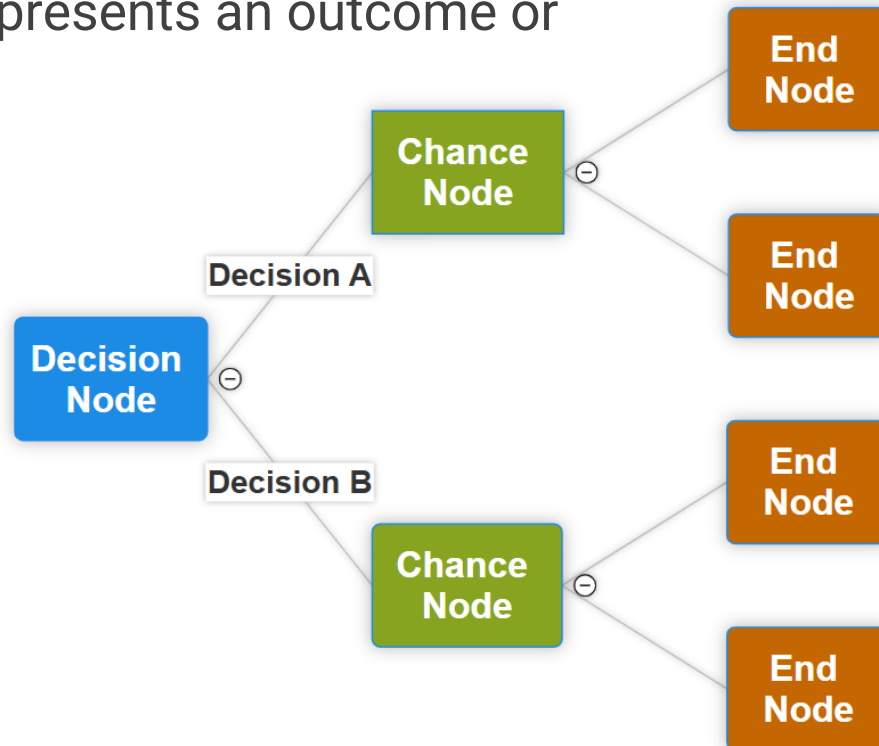 presents an outcome or
End
Node
Chance
Node
End
Node
Decision A
Decision
Node
Decision B
End
Node
Chance
Node
End
Node